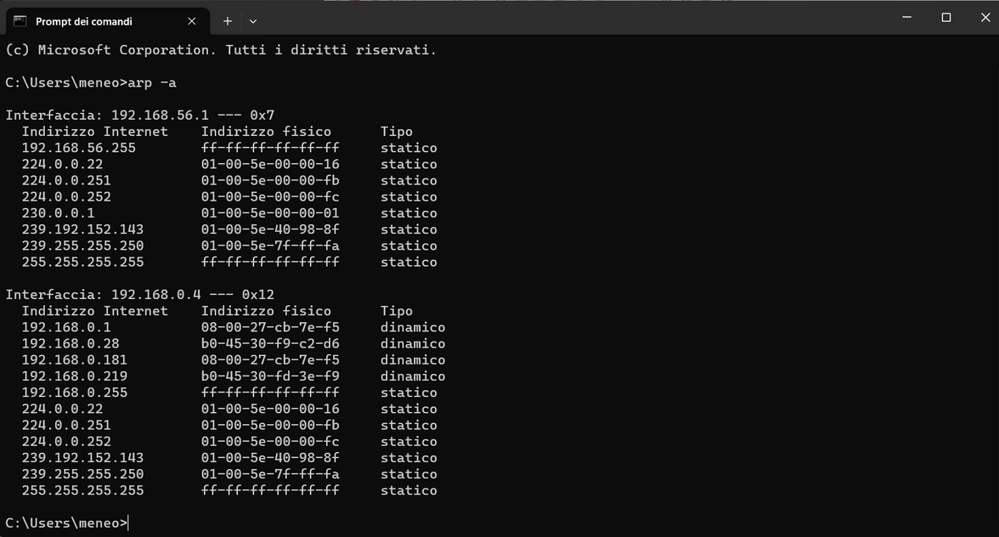 Prompt dei comandi
(c) Microsoft Corporation. Tutti i diritti riservati.
C:\Users\meneo>arp -a
Interfaccia: 192.168.56.1 --- 0x7
Indirizzo Internet Indirizzo fisico Tipo
192.168.56.255 ff-ff-ff-ff-ff-ff statico
224.0.0.22 01-00-5e-00-00-16 statico
224.0.0.251 01-00-5e-00-00-fb statico
224.0.0.252 01-00-5e-00-00-fc statico
230.0.0.1 01-00-5e-00-00-01 statico
239.192.152.143 01-00-5e-40-98-8f statico
239.255.255.250 01-00-5e-7f-ff-fa statico
255.255.255.255 ff-ff-ff-ff-ff-ff statico
Interfaccia: 192.168.0.4 --- 0x12
Indirizzo Internet Indirizzo fisico Tipo
192.168.0.1 08-00-27-cb-7e-f5 dinamico
192.168.0.28 b0-45-30-f9-c2-d6 dinamico
192.168.0.181 08-00-27-cb-7e-f5 dinamico
192.168.0.219 b0-45-30-fd-3e-f9 dinamico
192.168.0.255 ff-ff-ff-ff-ff-ff statico
224.0.0.22 01-00-5e-00-00-16 statico
224.0.0.251 01-00-5e-00-00-fb statico
224.0.0.252 01-00-5e-00-00-fc statico
239.192.152.143 01-00-5e-40-98-8f statico
239.255.255.250 01-00-5e-7f-ff-fa statico
255.255.255.255 ff-ff-ff-ff-ff-ff statico
C:\Users\meneo>